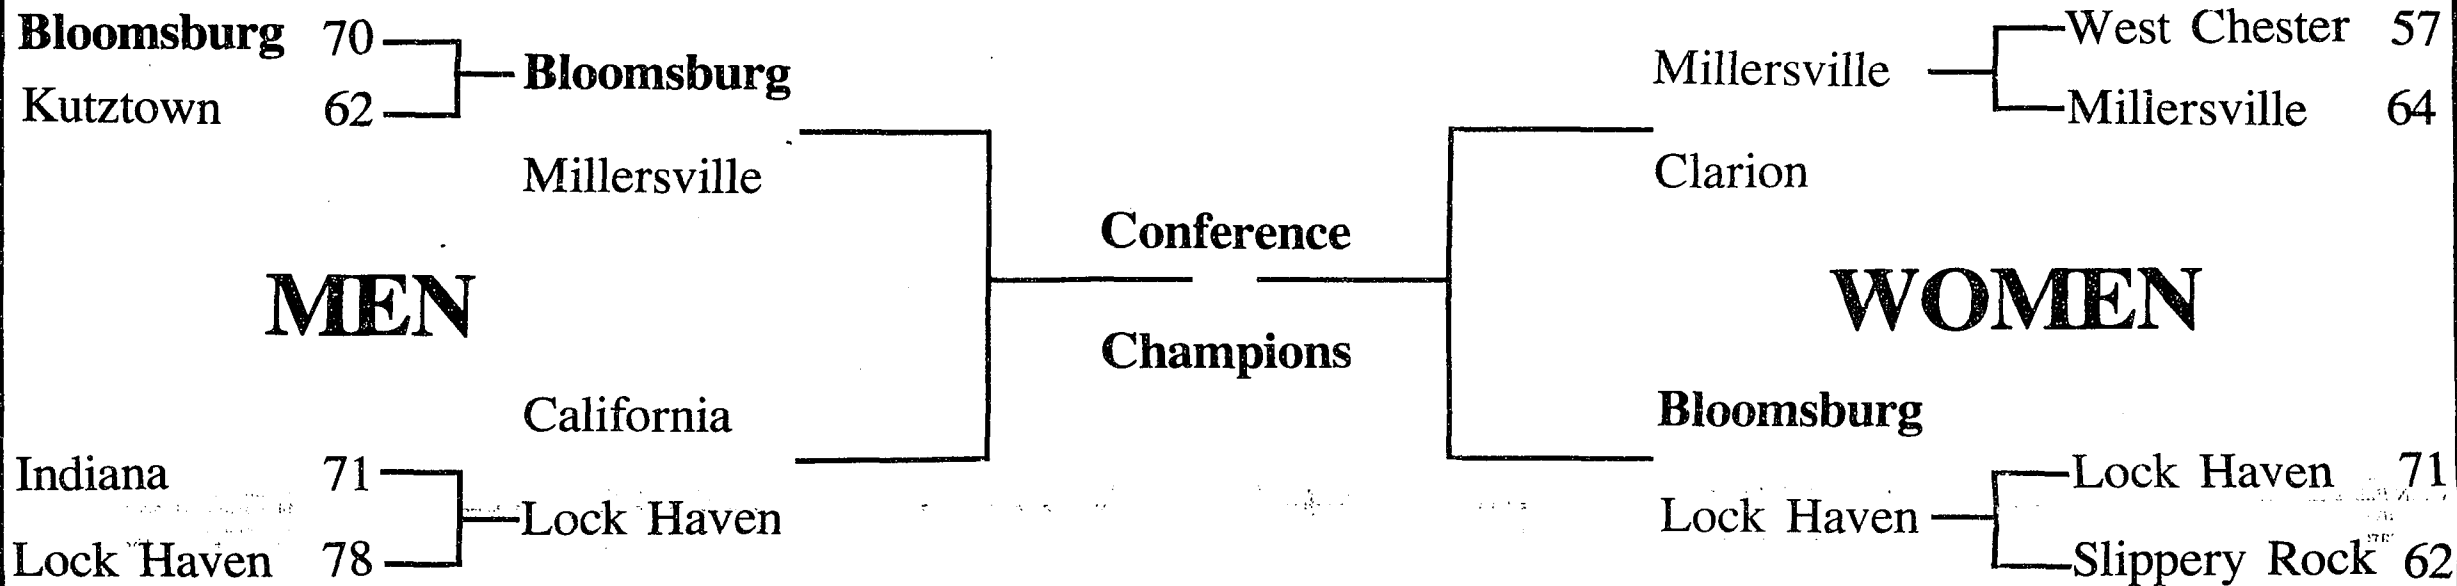 Bloomsburg 70
Kutztown 62
Bloomsburg
Millersville
MEN
California
Indiana 71
Lock Haven 78
Lock Haven
Conference
Champions
Millersville
West Chester 57
Millersville 64
Clarion
WOMEN
Bloomsburg
Lock Haven
Lock Haven 71
Slippery Rock 62